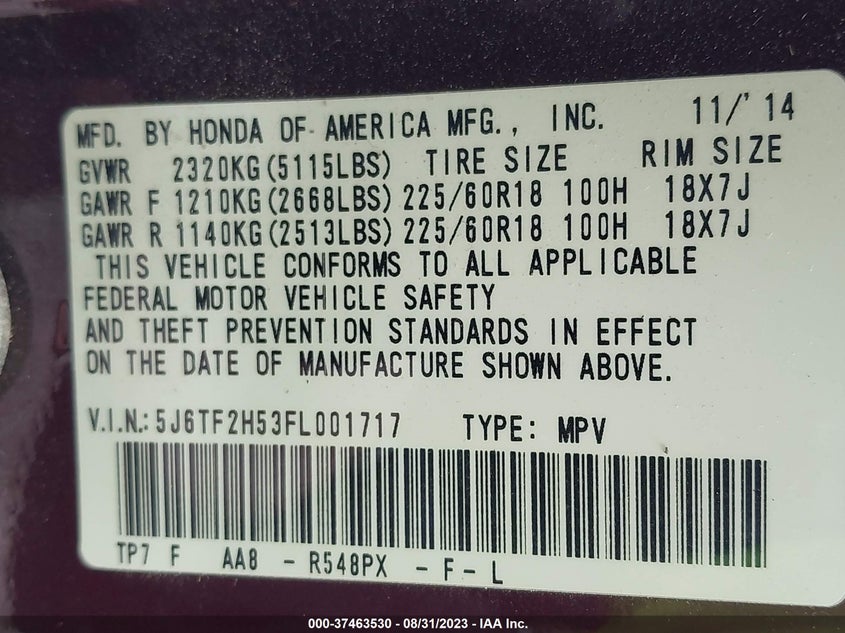 MFD. BY HONDA OF AMERICA MFG., INC. 11/'14
GVWR 2320KG(5115LBS) TIRE SIZE RIM SIZE
GAWR F 1210KG(2668LBS) 225/60R18 100H 18X7J
GAWR R 1140KG(2513LBS) 225/60R18 100H 18X7J
THIS VEHICLE CONFORMS TO ALL APPLICABLE
FEDERAL MOTOR VEHICLE SAFETY
AND THEFT PREVENTION STANDARDS IN EFFECT
ON THE DATE OF MANUFACTURE SHOWN ABOVE.
V.I.N.: 5J6TF2H53FL001717 TYPE: MPV
TP7 F AA8 - R548PX - F - L
000-37463530 - 08/31/2023 - IAA Inc.